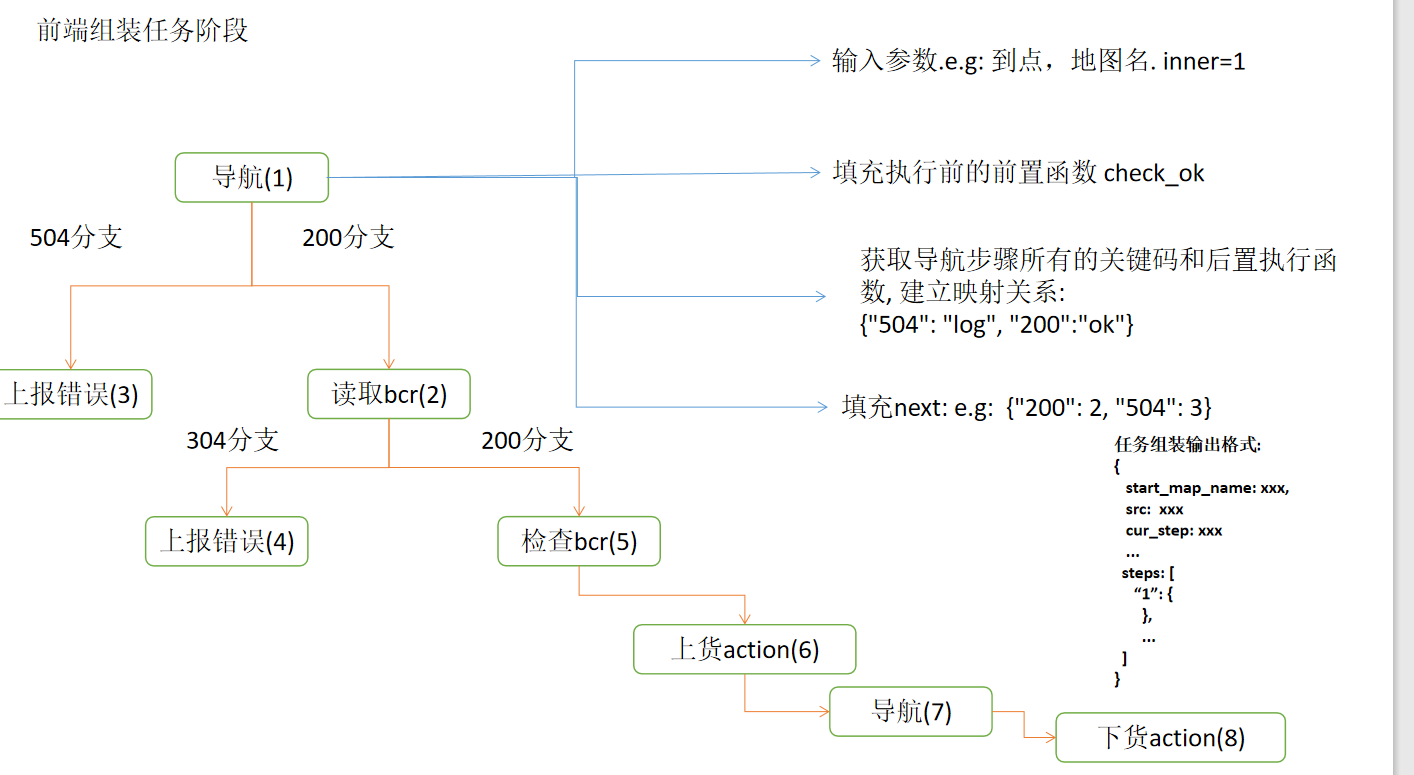 前端组装任务阶段
输入参数.e.g: 到点，地图名. inner=1
导航(1)
填充执行前的前置函数 check_ok
504分支
200分支
获取导航步骤所有的关键码和后置执行函
数, 建立映射关系:
{"504": "log", "200":"ok"}
上报错误(3)
读取bcr(2)
填充next: e.g:  {"200": 2, "504": 3}
304分支
200分支
任务组装输出格式:
{
start_map_name: xxx,
src:  xxx
cur_step: xxx
...
steps: [
“1”: {
},
...
]
}
上报错误(4)
检查bcr(5)
上货action(6)
导航(7)
下货action(8)